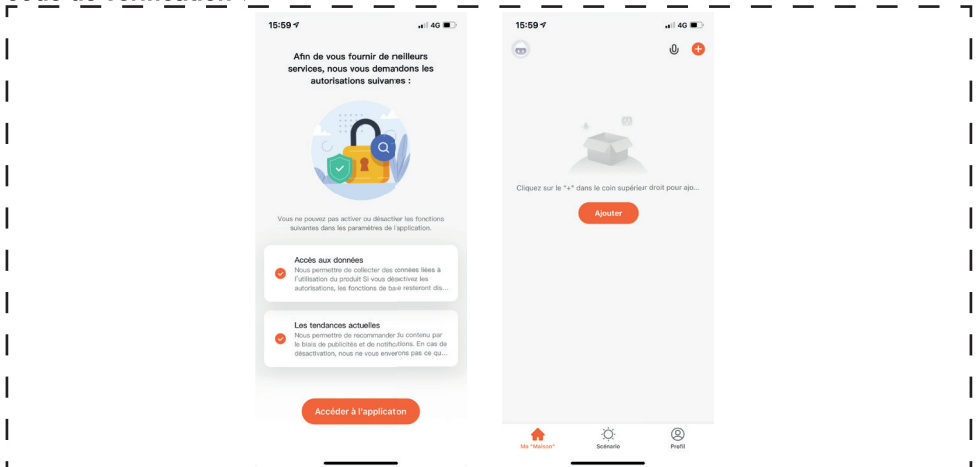 15:59
4G
Afin de vous fournir de meilleurs
services, nous vous demandons les
autorisations suivantes :
Vous ne pouvez pas activer ou désactiver les fonctions
suivantes dans les paramètres de l'application.
Accès aux données
Nous permettre de collecter des données liées à
l'utilisation du produit Si vous désactivez les
autorisations, les fonctions de base resteront dis...
Les tendances actuelles
Nous permettre de recommander du contenu par
le biais de publicités et de notifications. En cas de
désactivation, nous ne vous enverrons pas ce qu...
Accéder à l'applicaton
15:59
4G
Cliquez sur le "+" dans le coin supérieur droit pour ajo...
Ajouter
Ma "Maison"
Scénario
Profil